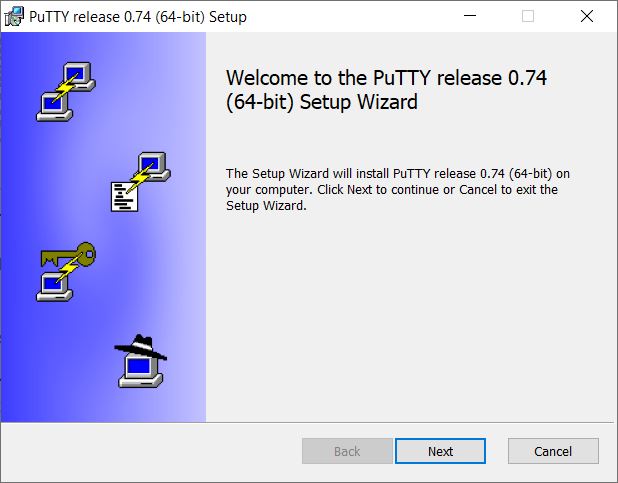 PuTTY release 0.74 (64-bit) Setup
Welcome to the PuTTY release 0.74
(64-bit) Setup Wizard
The Setup Wizard will install PuTTY release 0.74 (64-bit) on
your computer. Click Next to continue or Cancel to exit the
Setup Wizard.
Back
Next
Cancel